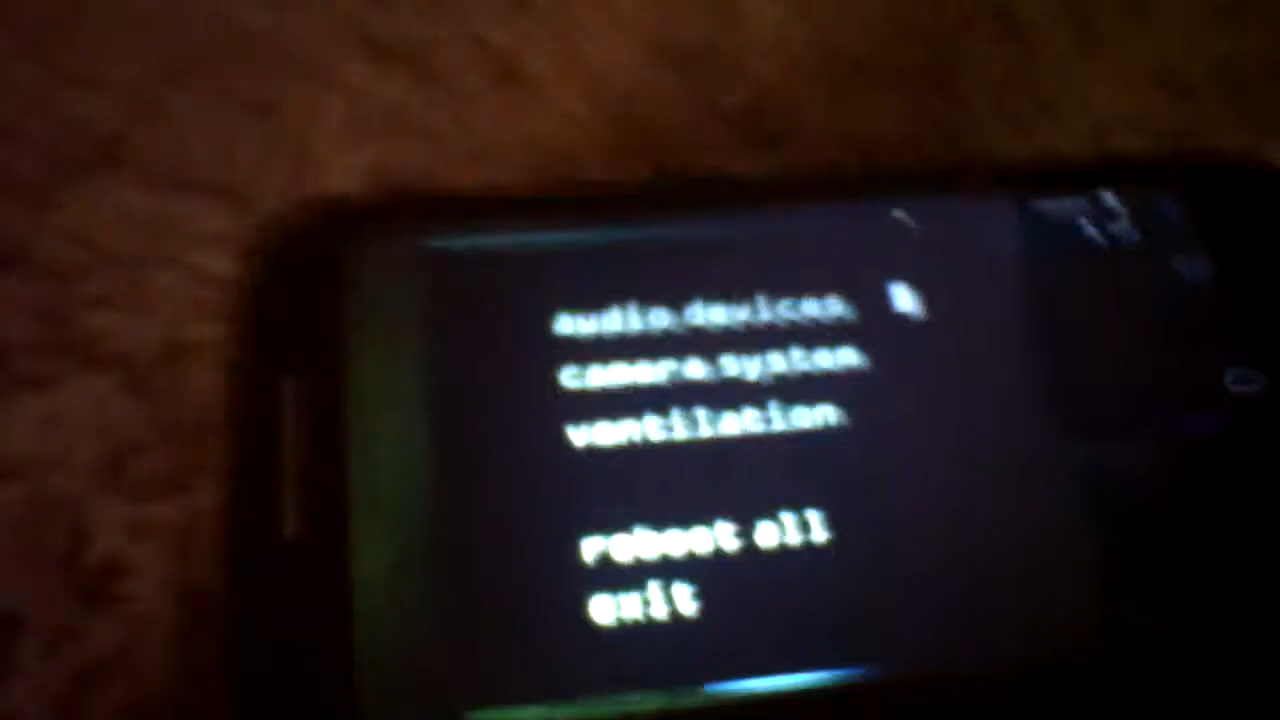 audio devices
camera system
ventilation
reboot all
exit